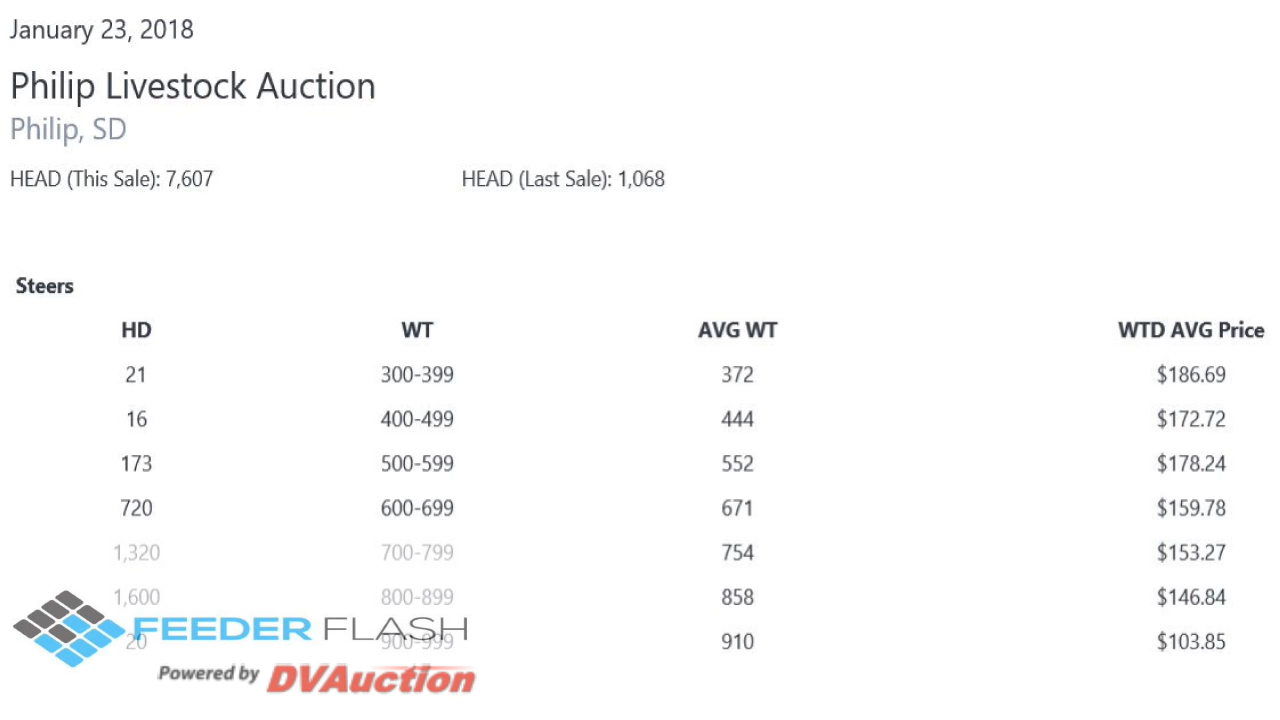 January 23, 2018
Philip Livestock Auction
Philip, SD
HEAD (This Sale): 7,607 HEAD (Last Sale): 1,068
Steers
HD WT AVG WT WTD AVG Price
21 300-399 372 $186.69
16 400-499 444 $172.72
173 500-599 552 $178.24
720 600-699 671 $159.78
1,320 700-799 754 $153.27
1,600 800-899 858 $146.84
20 900-999 910 $103.85
FEEDER FLASH
Powered by DVAuction